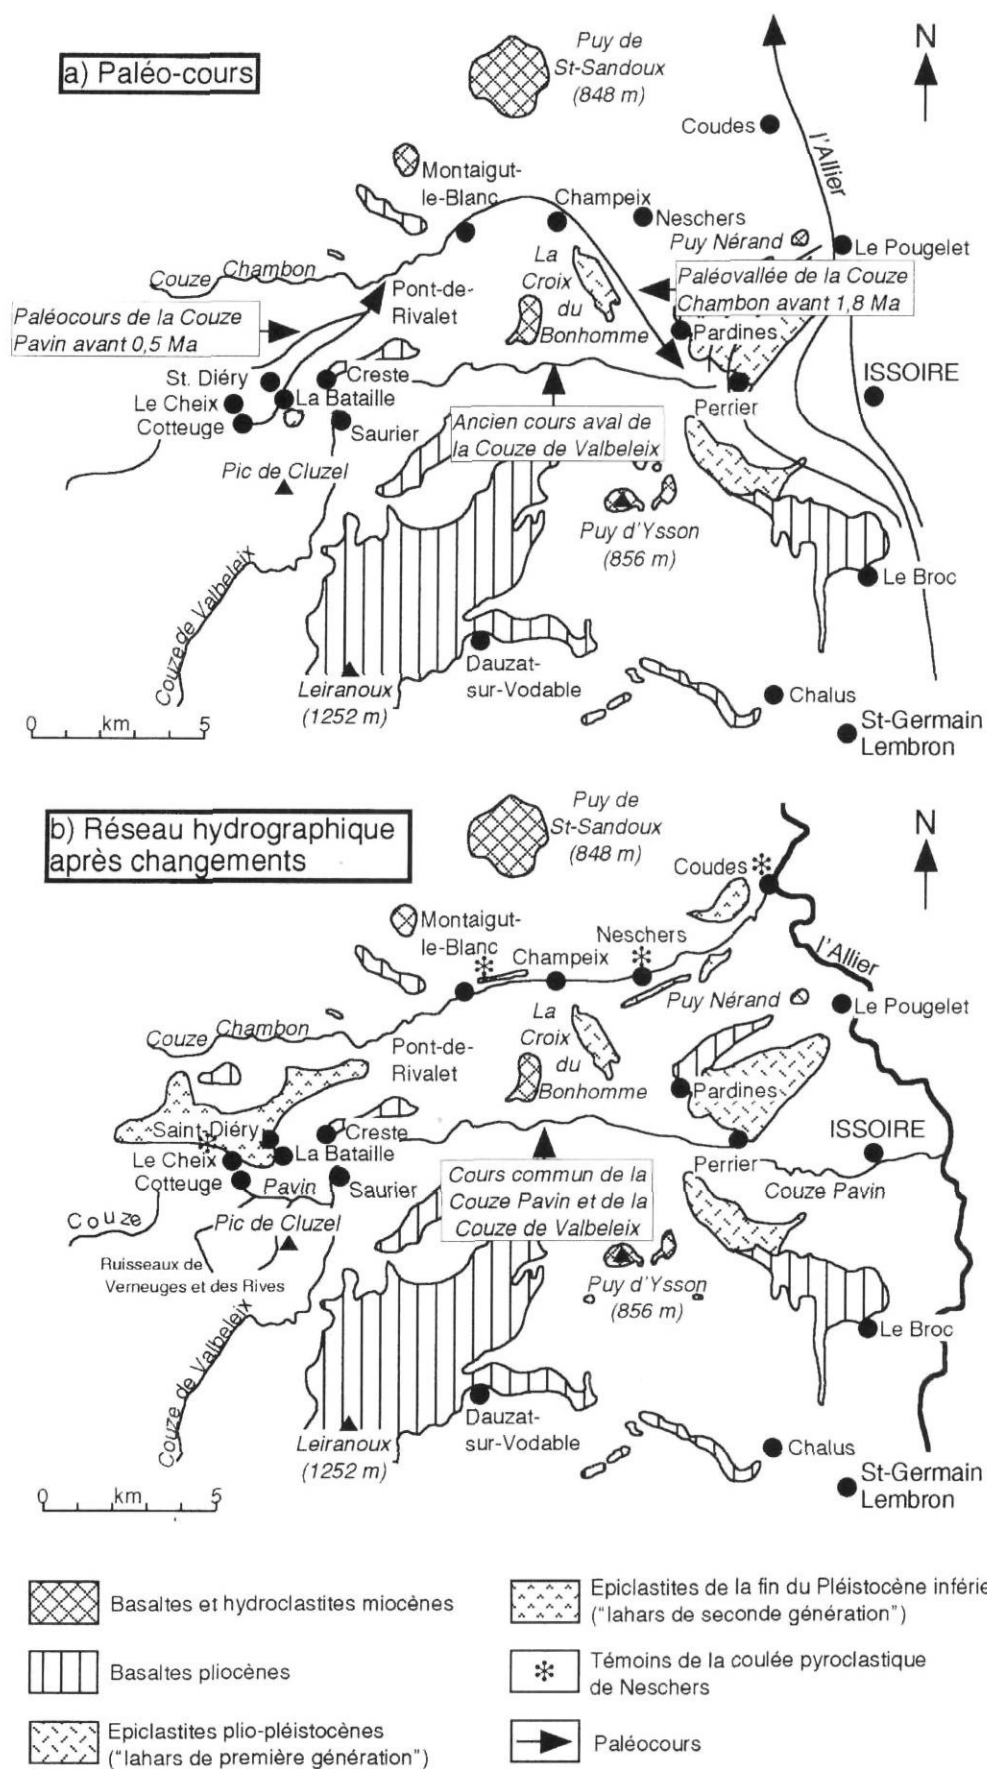 a) Paléo-cours
Puy de
St-Sandoux
(848 m)
N
Coudes
l'Allier
Montaigut-
le-Blanc
Champeix
Neschers
Puy Nérand
Le Pougelet
Couze Chambon
La
Croix
du
Bonhomme
Paléovallée de la Couze
Chambon avant 1,8 Ma
Pont-de-
Rivalet
Paléocours de la Couze
Pavin avant 0,5 Ma
Pardines
ISSOIRE
St. Diéry
Creste
Le Cheix
La Bataille
Perrier
Cotteuge
Saurier
Ancien cours aval de
la Couze de Valbeleix
Pic de Cluzel
Puy d'Ysson
(856 m)
Le Broc
Couze de Valbeleix
Dauzat-
sur-Vodable
Leiranoux
(1252 m)
Chalus
St-Germain
Lembron
0 km 5
b) Réseau hydrographique
après changements
Puy de
St-Sandoux
(848 m)
N
Coudes
Montaigut-
le-Blanc
Neschers
Champeix
l'Allier
Puy Nérand
Le Pougelet
Couze Chambon
La
Croix
du
Bonhomme
Pont-de-
Rivalet
Pardines
Saint-Diéry
Creste
ISSOIRE
Le Cheix
La Bataille
Perrier
Cotteuge
Pavin
Saurier
Cours commun de la
Couze Pavin et de la
Couze de Valbeleix
Couze Pavin
Couze
Pic de Cluzel
Ruisseaux de
Verneuges et des Rives
Puy d'Ysson
(856 m)
Le Broc
Couze de Valbeleix
Dauzat-
sur-Vodable
Leiranoux
(1252 m)
Chalus
St-Germain
Lembron
0 km 5
Basaltes et hydroclastites miocènes
Basaltes pliocènes
Epiclastites plio-pléistocènes
("lahars de première génération")
Epiclastites de la fin du Pléistocène inférie
("lahars de seconde génération")
Témoins de la coulée pyroclastique
de Neschers
Paléocours